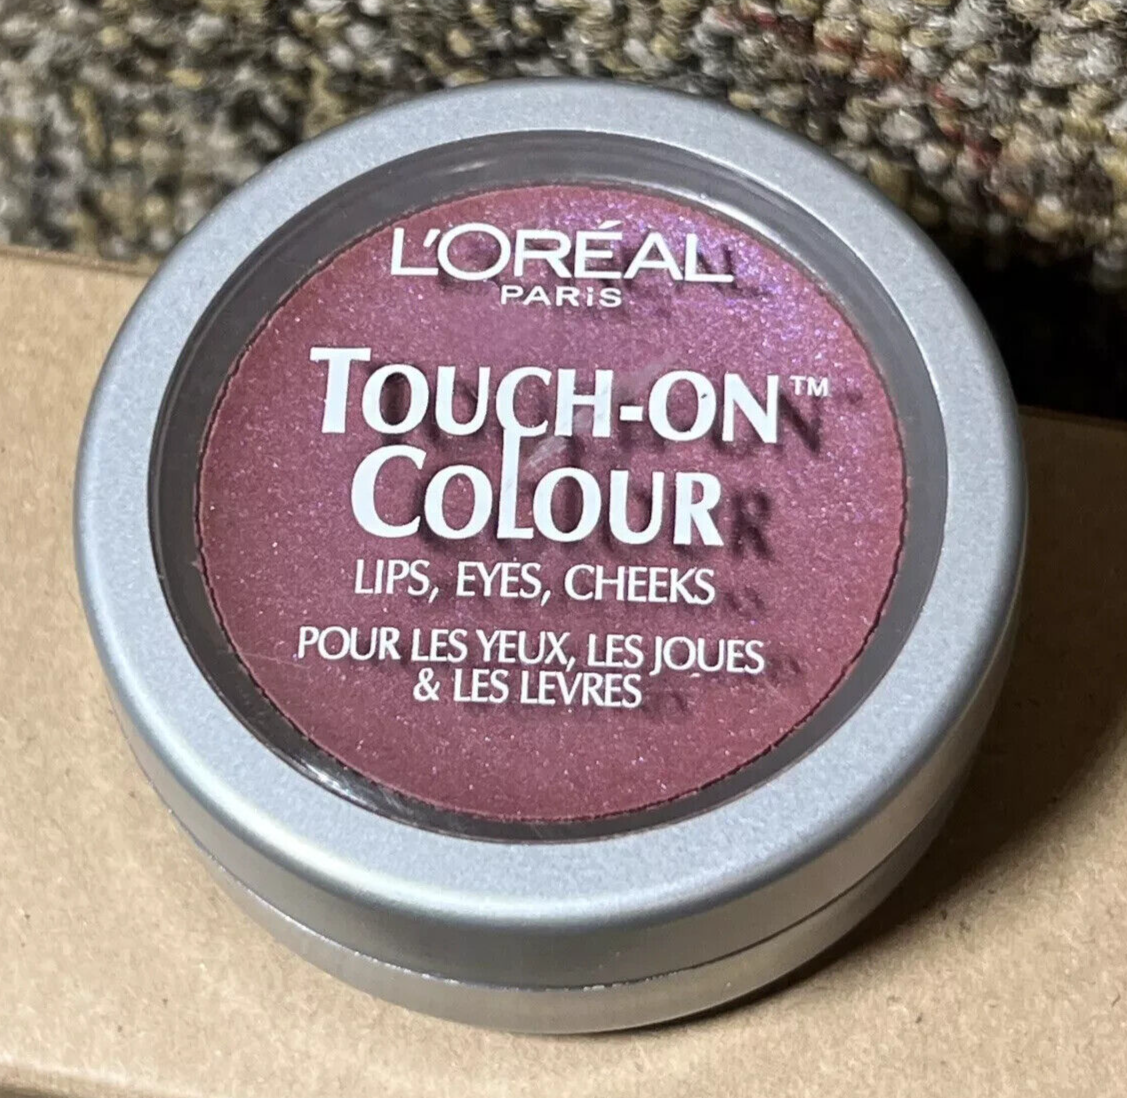 L'ORÉAL
PARiS
TOUCH-ON™
COLOUR
LIPS, EYES, CHEEKS
POUR LES YEUX, LES JOUES
& LES LEVRES